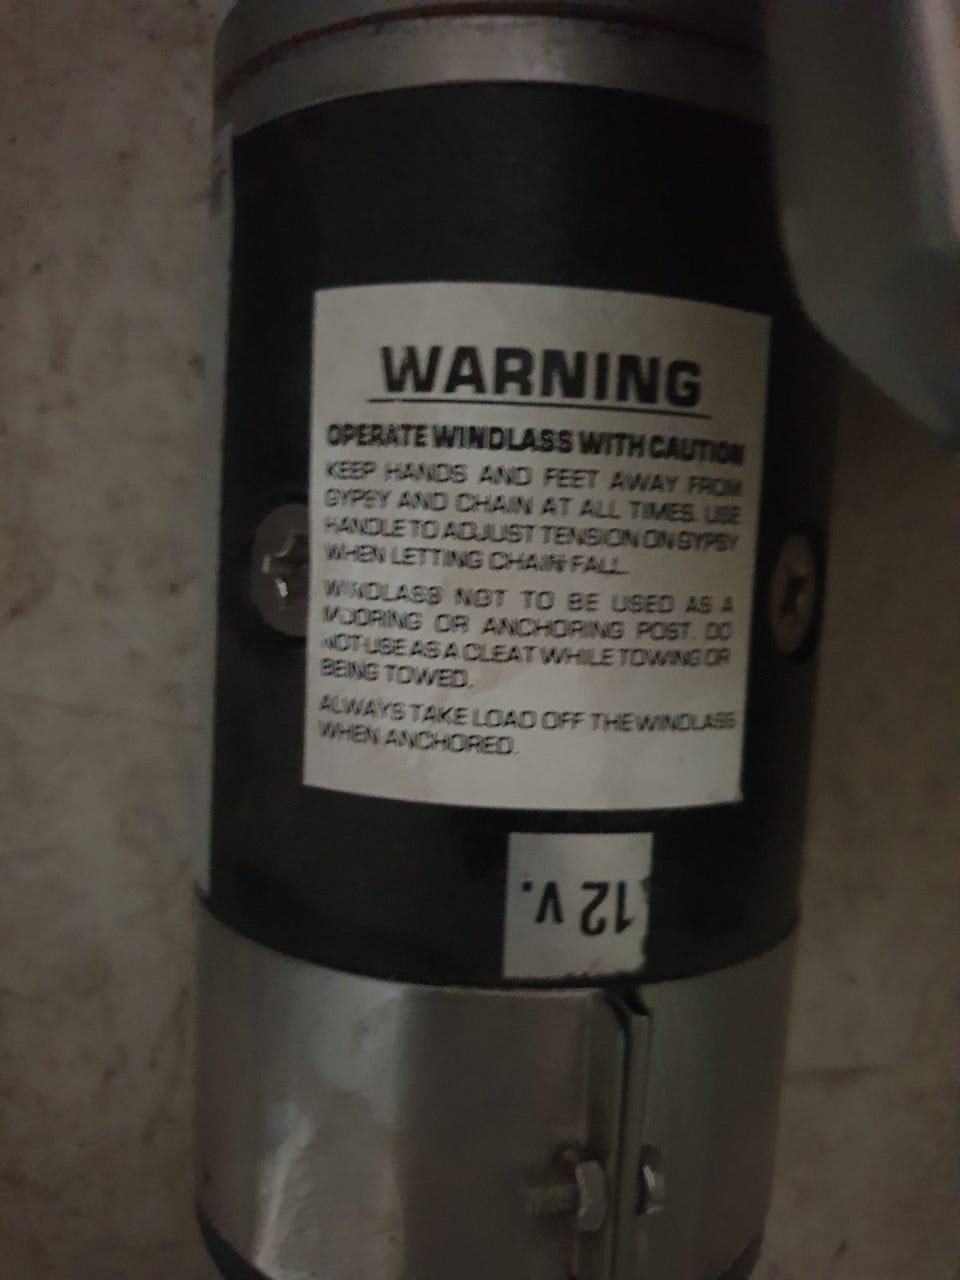 WARNING
OPERATE WINDLASS WITH CAUTION
KEEP HANDS AND FEET AWAY FROM
GYPSY AND CHAIN AT ALL TIMES. USE
HANDLE TO ADJUST TENSION ON GYPSY
WHEN LETTING CHAIN FALL.
WINDLASS NOT TO BE USED AS A
MOORING OR ANCHORING POST. DO
NOT USE AS A CLEAT WHILE TOWING OR
BEING TOWED.
ALWAYS TAKE LOAD OFF THE WINDLASS
WHEN ANCHORED.
12 v.